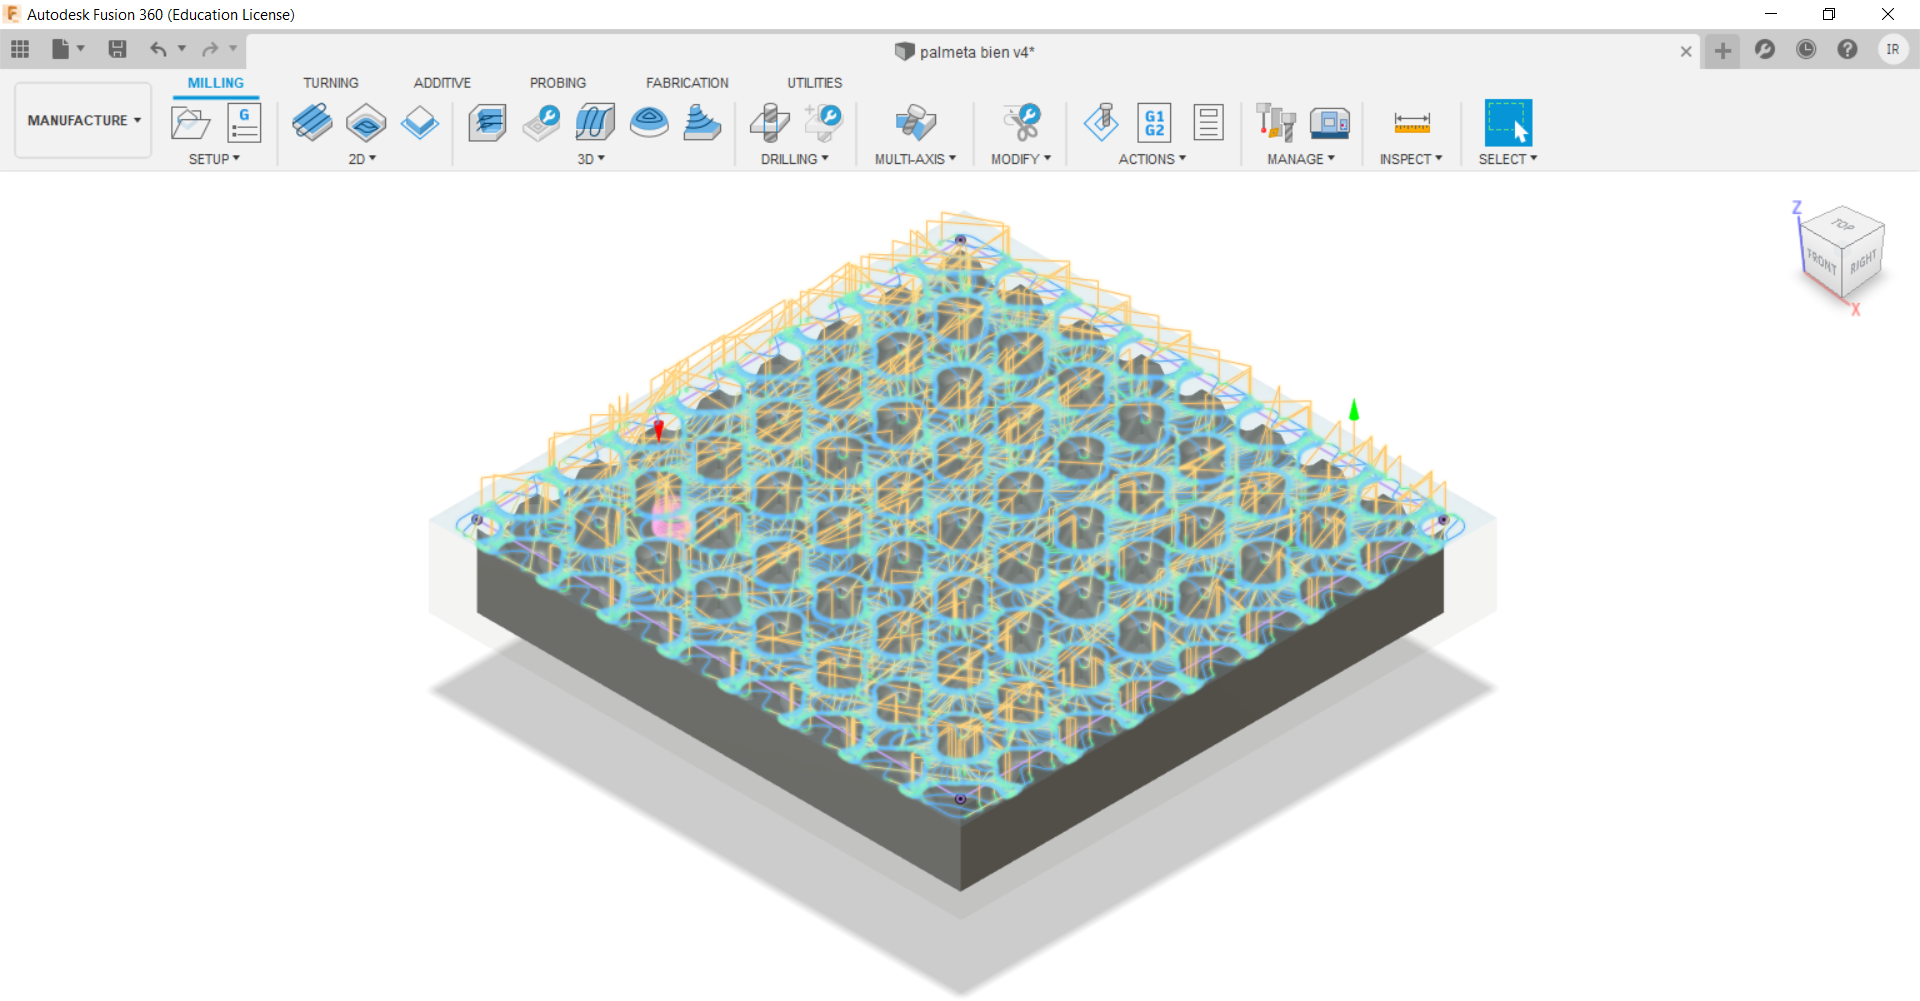 Autodesk Fusion 360 (Education License)
palmeta bien v4*
IR
MILLING TURNING ADDITIVE PROBING FABRICATION UTILITIES
MANUFACTURE
G
G1
G2
SETUP 2D 3D DRILLING MULTI-AXIS MODIFY ACTIONS MANAGE INSPECT SELECT
Z
TOP
FRONT RIGHT
X